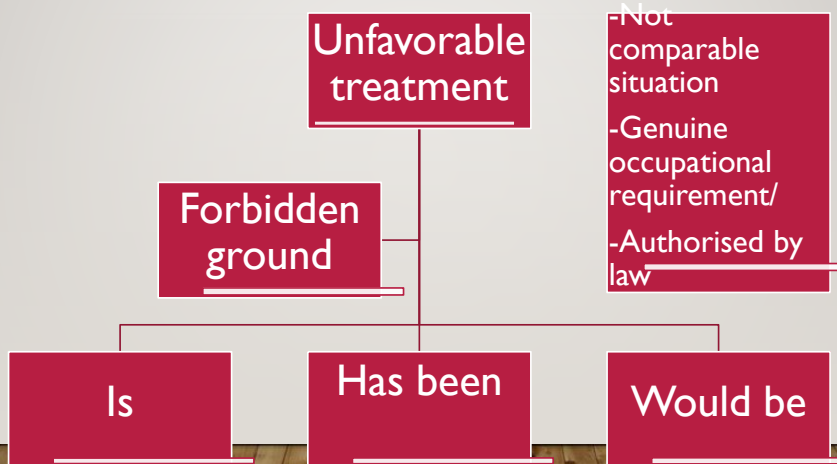 Unfavorable
treatment
-Not
comparable
situation
-Genuine
occupational
requirement/
-Authorised by
law
Forbidden
ground
Is
Has been
Would be